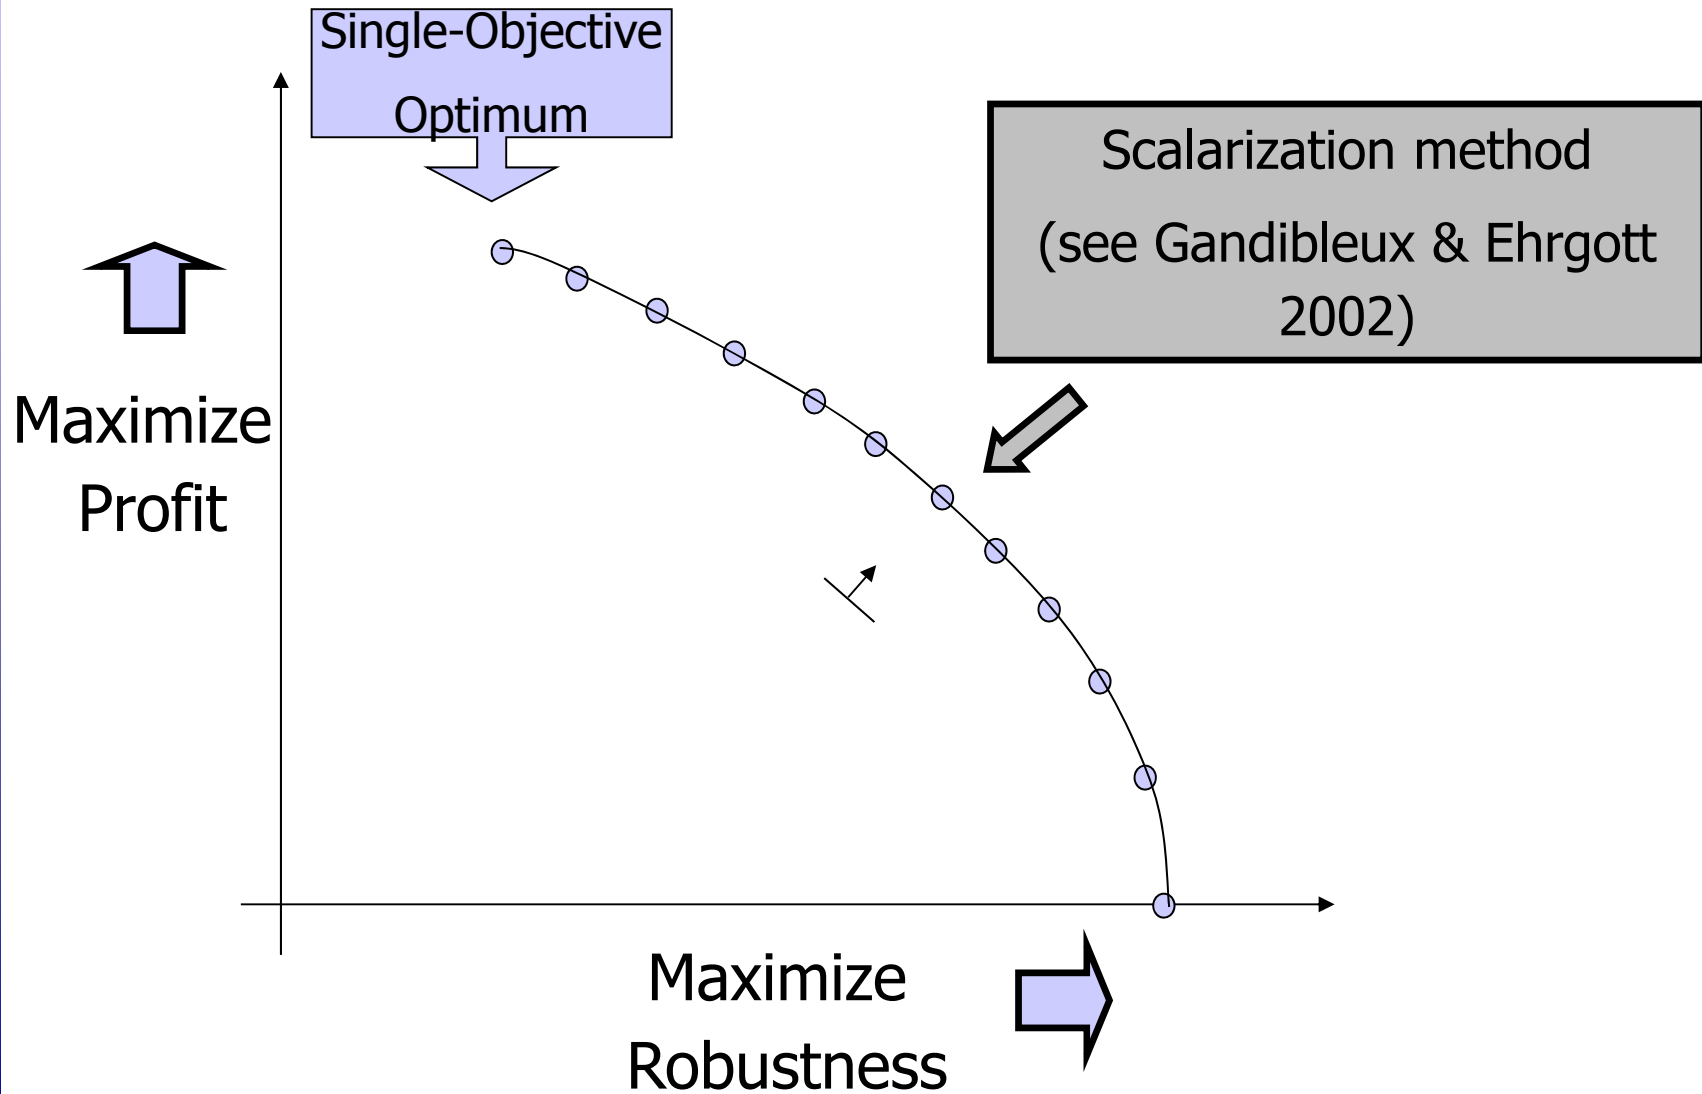 Single-Objective
Optimum
Scalarization method
(see Gandibleux & Ehrgott
2002)
Maximize
Profit
Maximize
Robustness